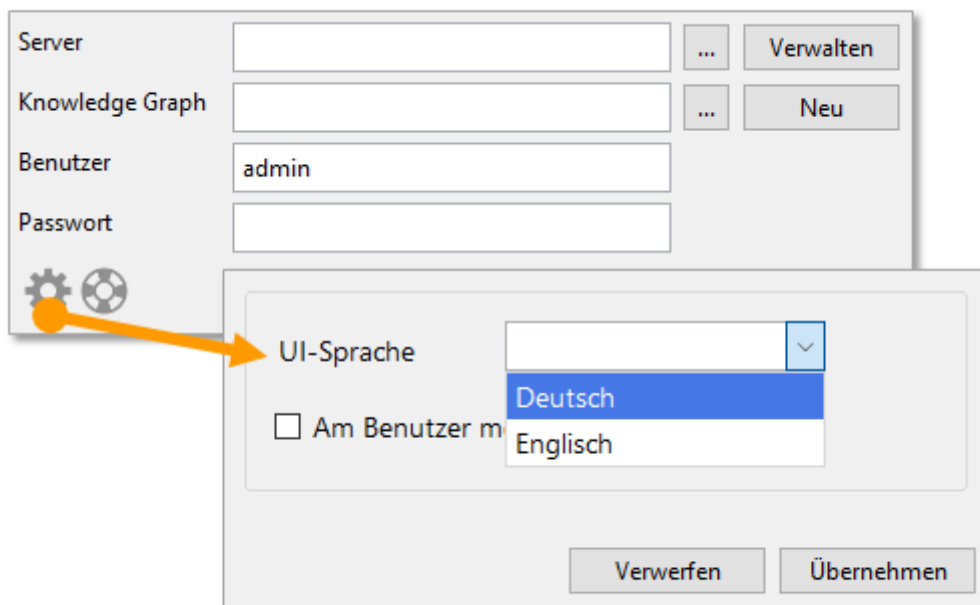 Server ... Verwalten
Knowledge Graph ... Neu
Benutzer admin
Passwort
UI-Sprache
Deutsch
Am Benutzer
Englisch
Verwerfen Übernehmen